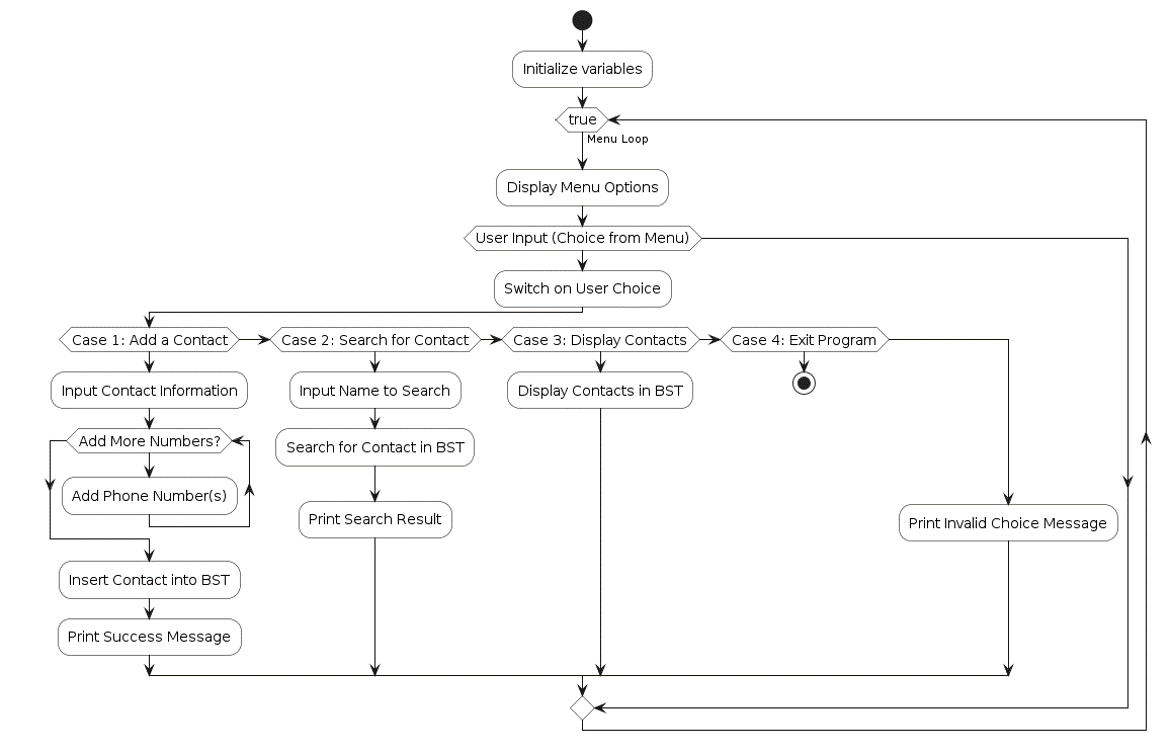 Initialize variables
true
Menu Loop
Display Menu Options
User Input (Choice from Menu)
Switch on User Choice
Case 1: Add a Contact
Case 2: Search for Contact
Case 3: Display Contacts
Case 4: Exit Program
Input Contact Information
Input Name to Search
Display Contacts in BST
Add More Numbers?
Search for Contact in BST
Add Phone Number(s)
Print Search Result
Print Invalid Choice Message
Insert Contact into BST
Print Success Message